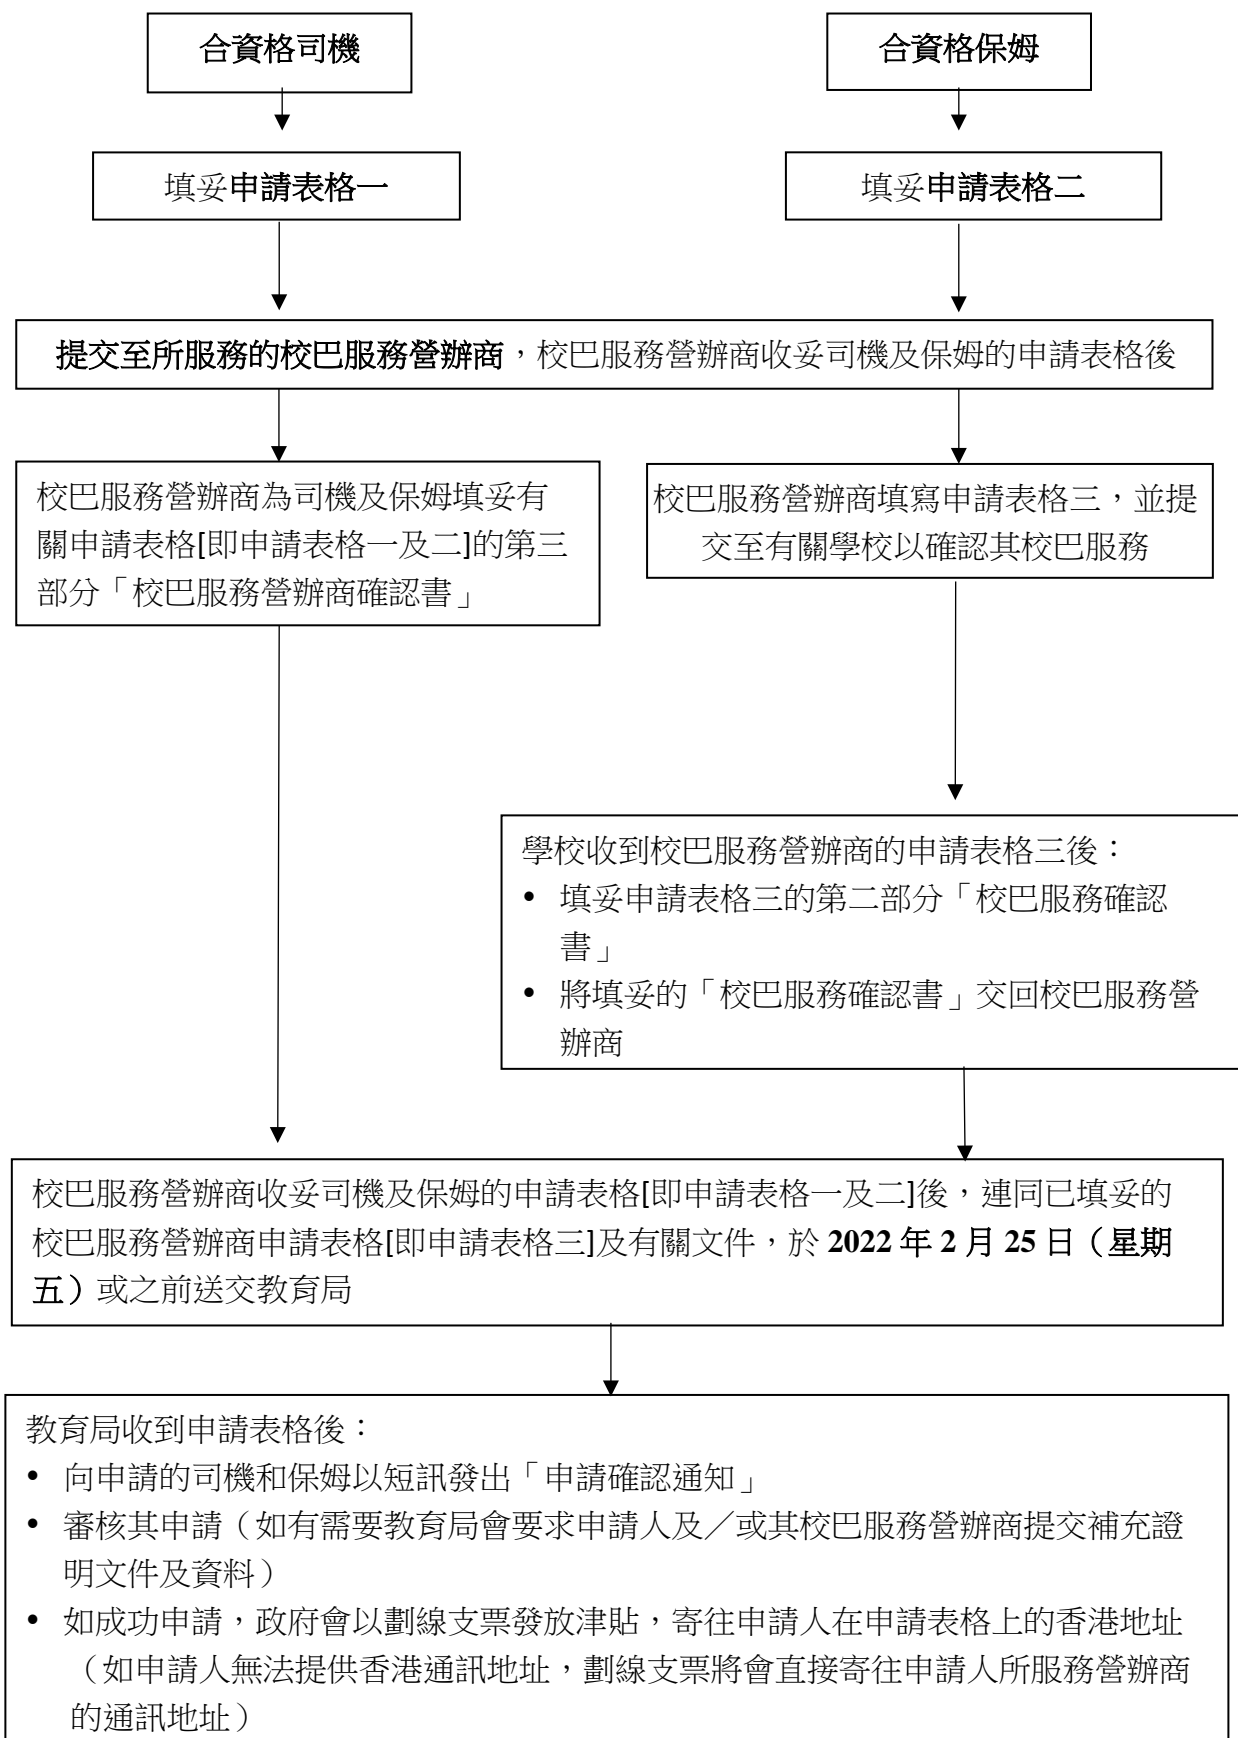 合資格司機
合資格保姆
填妥申請表格一
填妥申請表格二
提交至所服務的校巴服務營辦商，校巴服務營辦商收妥司機及保姆的申請表格後
校巴服務營辦商為司機及保姆填妥有
關申請表格[即申請表格一及二]的第三
部分「校巴服務營辦商確認書」
校巴服務營辦商填寫申請表格三，並提
交至有關學校以確認其校巴服務
學校收到校巴服務營辦商的申請表格三後：
• 填妥申請表格三的第二部分「校巴服務確認
書」
• 將填妥的「校巴服務確認書」交回校巴服務營
辦商
校巴服務營辦商收妥司機及保姆的申請表格[即申請表格一及二]後，連同已填妥的
校巴服務營辦商申請表格[即申請表格三]及有關文件，於 2022 年 2 月 25 日（星期
五）或之前送交教育局
教育局收到申請表格後：
• 向申請的司機和保姆以短訊發出「申請確認通知」
• 審核其申請（如有需要教育局會要求申請人及／或其校巴服務營辦商提交補充證
明文件及資料）
• 如成功申請，政府會以劃線支票發放津貼，寄往申請人在申請表格上的香港地址
（如申請人無法提供香港通訊地址，劃線支票將會直接寄往申請人所服務營辦商
的通訊地址）